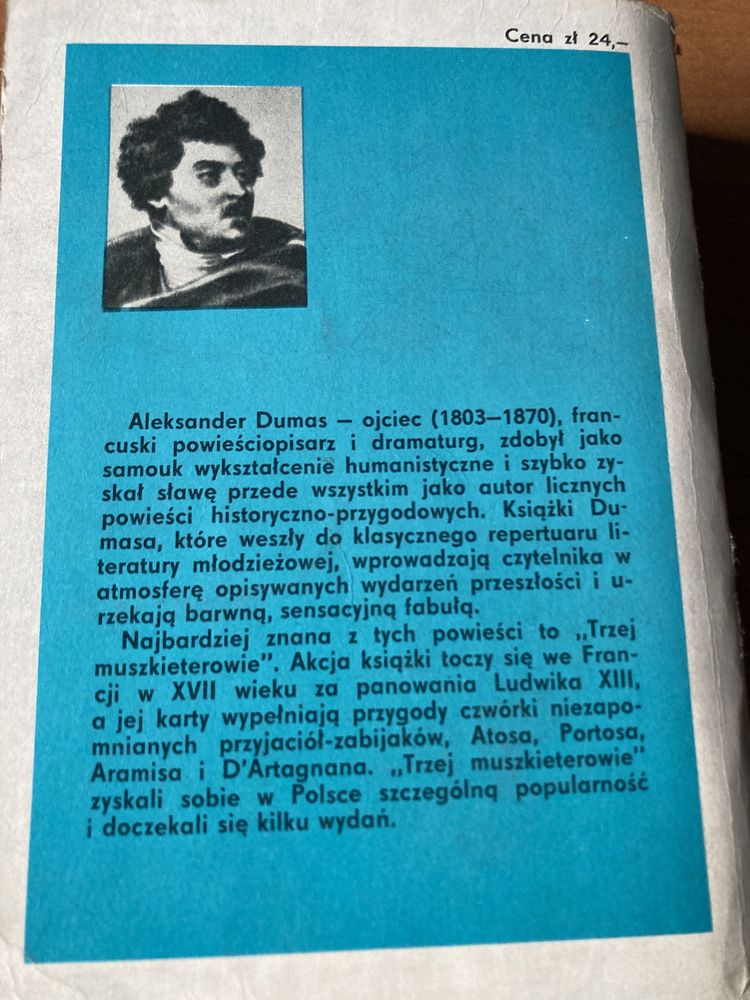 Cena zł 24,—
Aleksander Dumas — ojciec (1803—1870), fran-
cuski powieściopisarz i dramaturg, zdobył jako
samouk wykształcenie humanistyczne i szybko zy-
skał sławę przede wszystkim jako autor licznych
powieści historyczno-przygodowych. Książki Du-
masa, które weszły do klasycznego repertuaru li-
teratury młodzieżowej, wprowadzają czytelnika w
atmosferę opisywanych wydarzeń przeszłości i u-
rzekają barwną, sensacyjną fabułą.
Najbardziej znana z tych powieści to „Trzej
muszkieterowie”. Akcja książki toczy się we Fran-
cji w XVII wieku za panowania Ludwika XIII,
a jej karty wypełniają przygody czwórki niezapo-
mnianych przyjaciół-zabijaków, Atosa, Portosa,
Aramisa i D'Artagnana. „Trzej muszkieterowie”
zyskali sobie w Polsce szczególną popularność
i doczekali się kilku wydań.